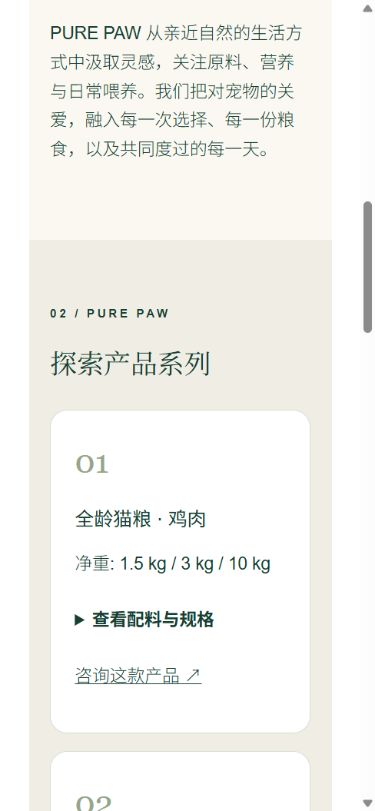 PURE PAW 从亲近自然的生活方
式中汲取灵感，关注原料、营养
与日常喂养。我们把对宠物的关
爱，融入每一次选择、每一份粮
食，以及共同度过的每一天。
02 / PURE PAW
探索产品系列
01
全龄猫粮 · 鸡肉
净重: 1.5 kg / 3 kg / 10 kg
▶ 查看配料与规格
咨询这款产品 ↗
02